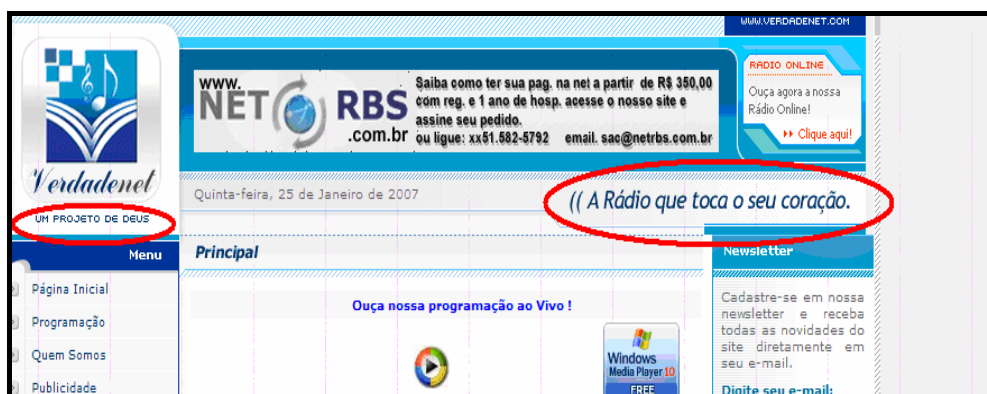 WWW.VERDADENET.COM
www.
NET RBS
.com.br
Saiba como ter sua pag. na net a partir de R$ 350,00
com reg. e 1 ano de hosp. acesse o nosso site e
assine seu pedido.
ou ligue: xx51.582-5792 email. sac@netrbs.com.br
RADIO ONLINE
Ouça agora a nossa
Rádio Online!
Clique aqui!
Verdadenet
UM PROJETO DE DEUS
Quinta-feira, 25 de Janeiro de 2007
(( A Rádio que toca o seu coração.
Menu
Página Inicial
Programação
Quem Somos
Publicidade
Principal
Ouça nossa programação ao Vivo !
Windows
Media Player 10
FREE
Newsletter
Cadastre-se em nossa
newsletter e receba
todas as novidades do
site diretamente em
seu e-mail.
Digite seu e-mail: